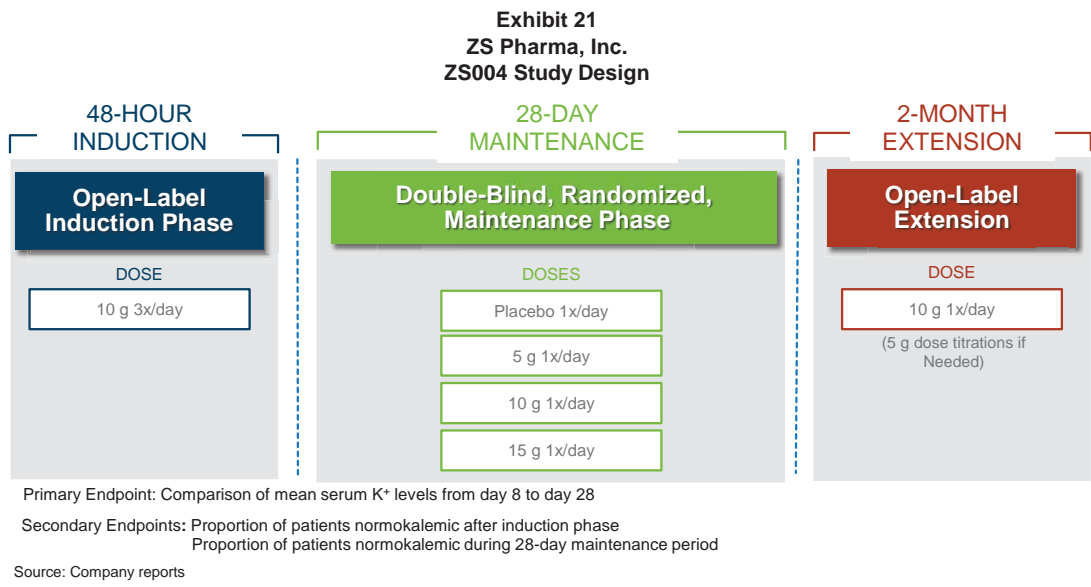 Exhibit 21
ZS Pharma, Inc.
ZS004 Study Design
48-HOUR
INDUCTION
Open-Label
Induction Phase
DOSE
10 g 3x/day
28-DAY
MAINTENANCE
Double-Blind, Randomized,
Maintenance Phase
DOSES
Placebo 1x/day
5 g 1x/day
10 g 1x/day
15 g 1x/day
2-MONTH
EXTENSION
Open-Label
Extension
DOSE
10 g 1x/day
(5 g dose titrations if
Needed)
Primary Endpoint: Comparison of mean serum K⁺ levels from day 8 to day 28
Secondary Endpoints: Proportion of patients normokalemic after induction phase
Proportion of patients normokalemic during 28-day maintenance period
Source: Company reports